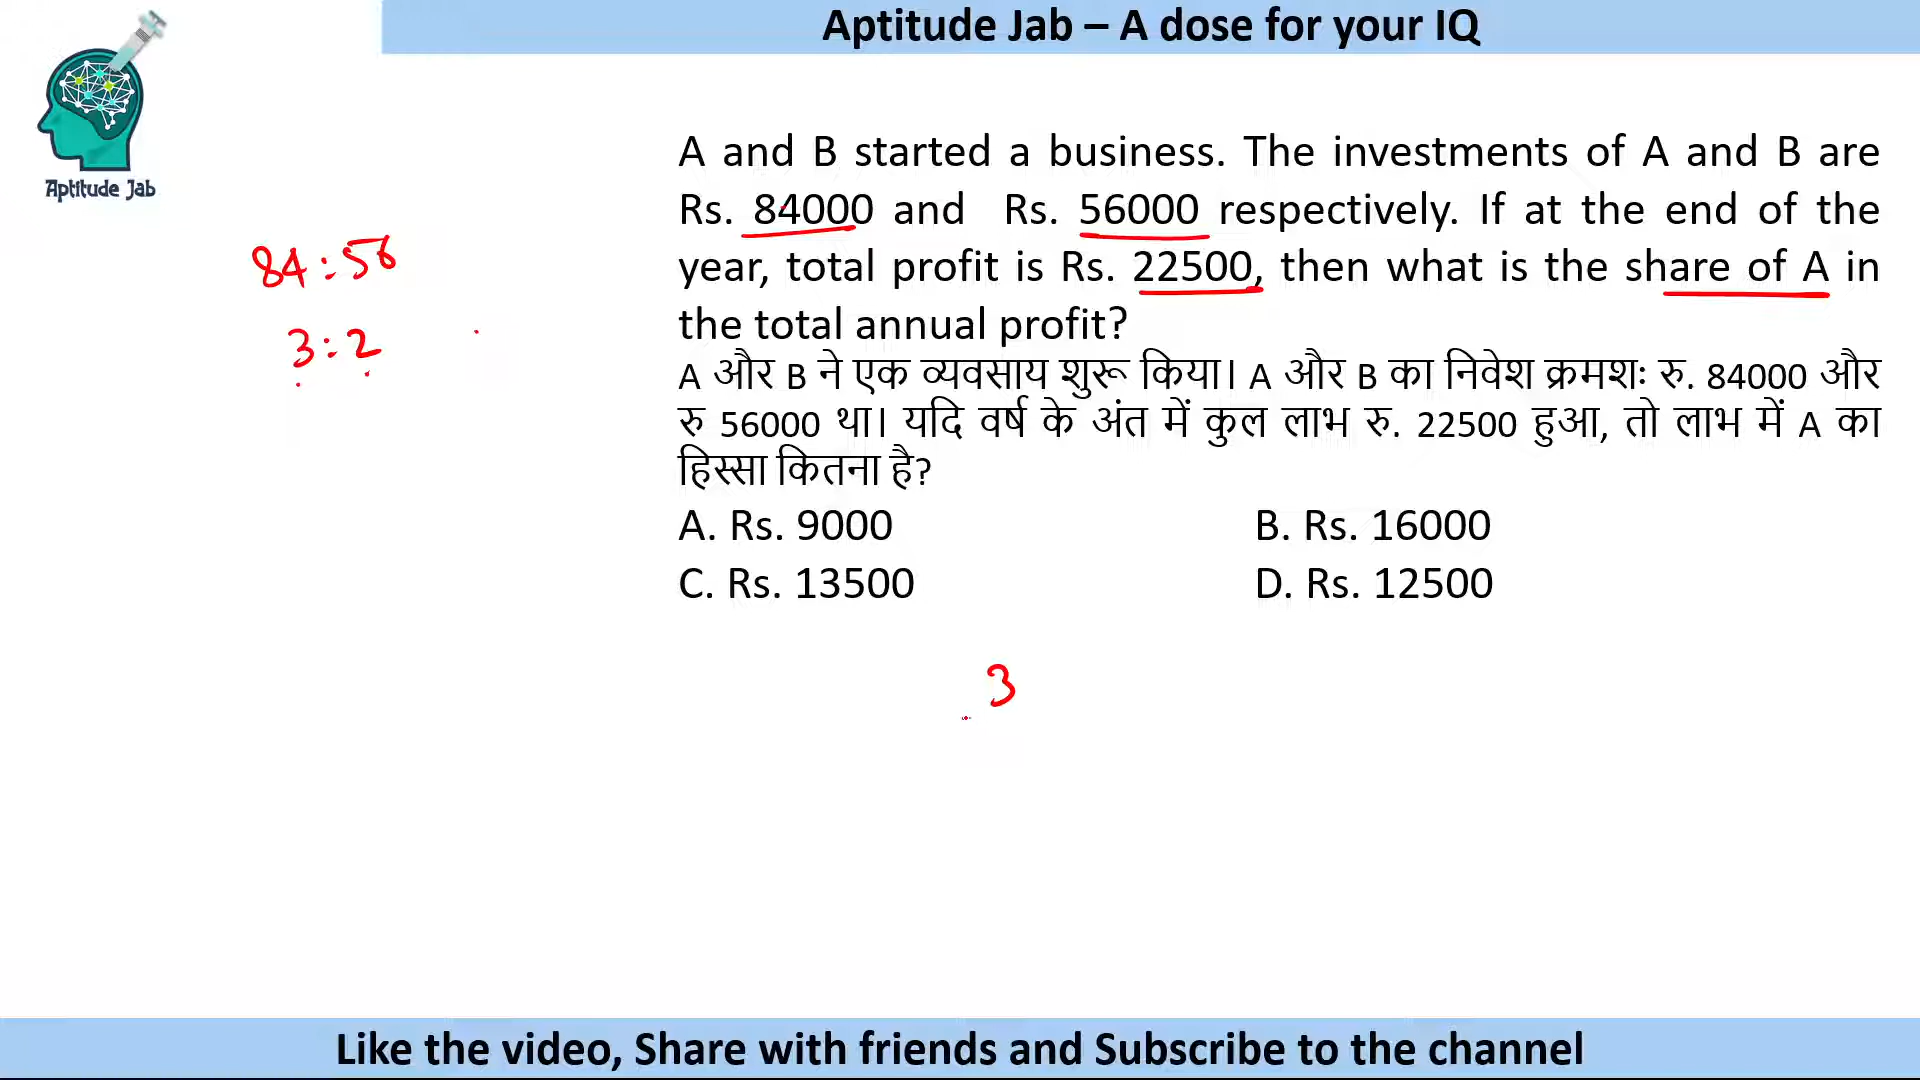 Aptitude Jab – A dose for your IQ
Aptitude Jab
A and B started a business. The investments of A and B are
Rs. 84000 and Rs. 56000 respectively. If at the end of the
year, total profit is Rs. 22500, then what is the share of A in
the total annual profit?
A और B ने एक व्यवसाय शुरू किया। A और B का निवेश क्रमशः रु. 84000 और
रु 56000 था। यदि वर्ष के अंत में कुल लाभ रु. 22500 हुआ, तो लाभ में A का
हिस्सा कितना है?
A. Rs. 9000 B. Rs. 16000
C. Rs. 13500 D. Rs. 12500
84:56
3:2
3
Like the video, Share with friends and Subscribe to the channel